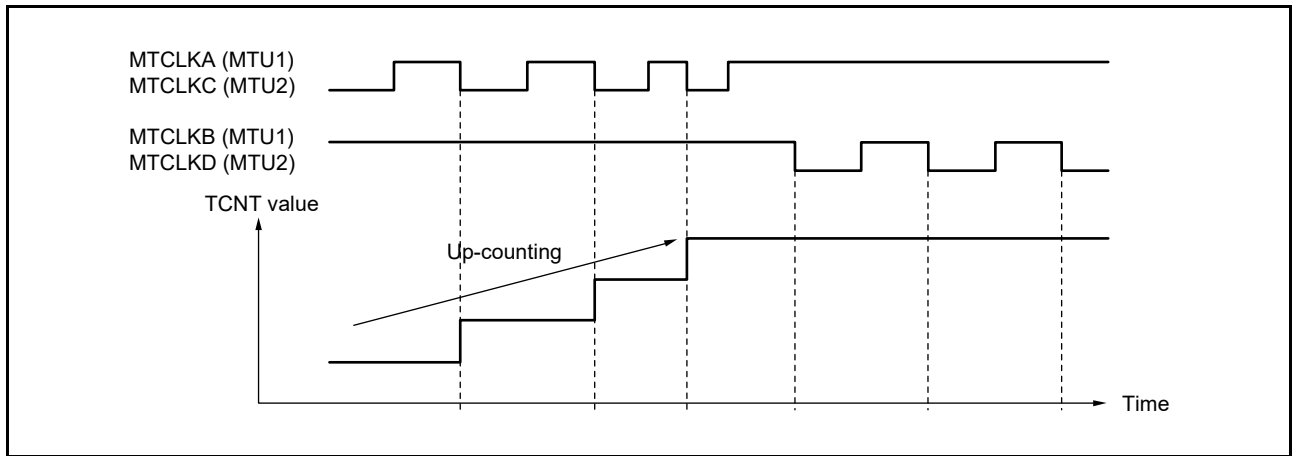 MTCLKA (MTU1)
MTCLKC (MTU2)
MTCLKB (MTU1)
MTCLKD (MTU2)
TCNT value
Up-counting
Time